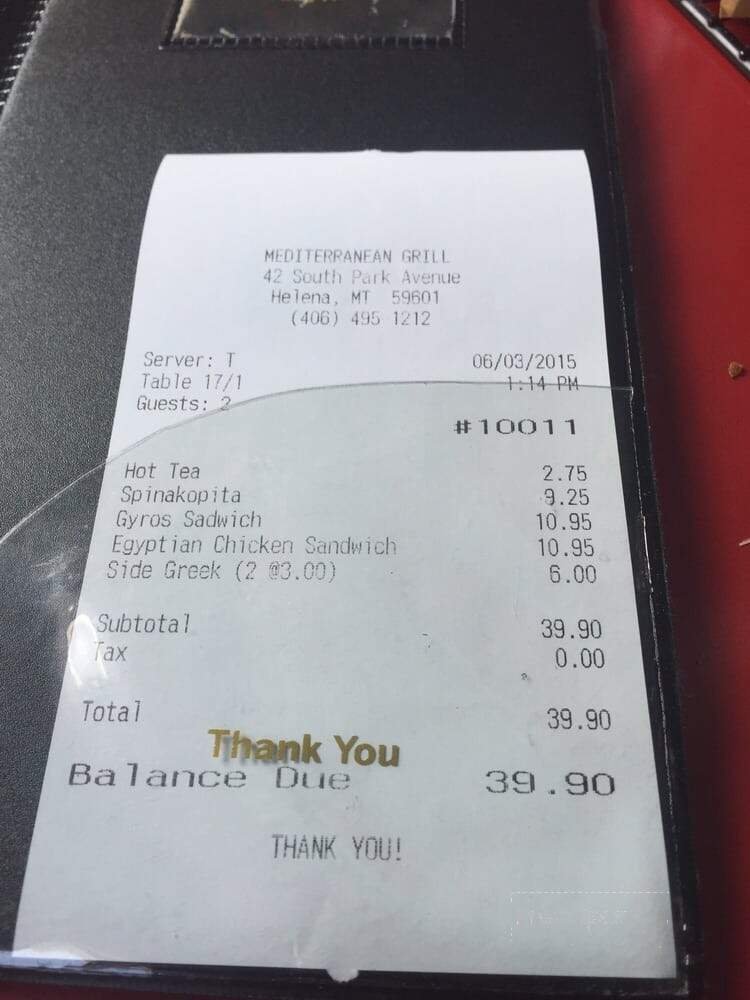 MEDITERRANEAN GRILL
42 South Park Avenue
Helena, MT 59601
(406) 495 1212
Server: T 06/03/2015
Table 17/1 1:14 PM
Guests: 2
#10011
Hot Tea 2.75
Spinakopita 9.25
Gyros Sadwich 10.95
Egyptian Chicken Sandwich 10.95
Side Greek (2 @3.00) 6.00
Subtotal 39.90
Tax 0.00
Total 39.90
Thank You
Balance Due 39.90
THANK YOU!